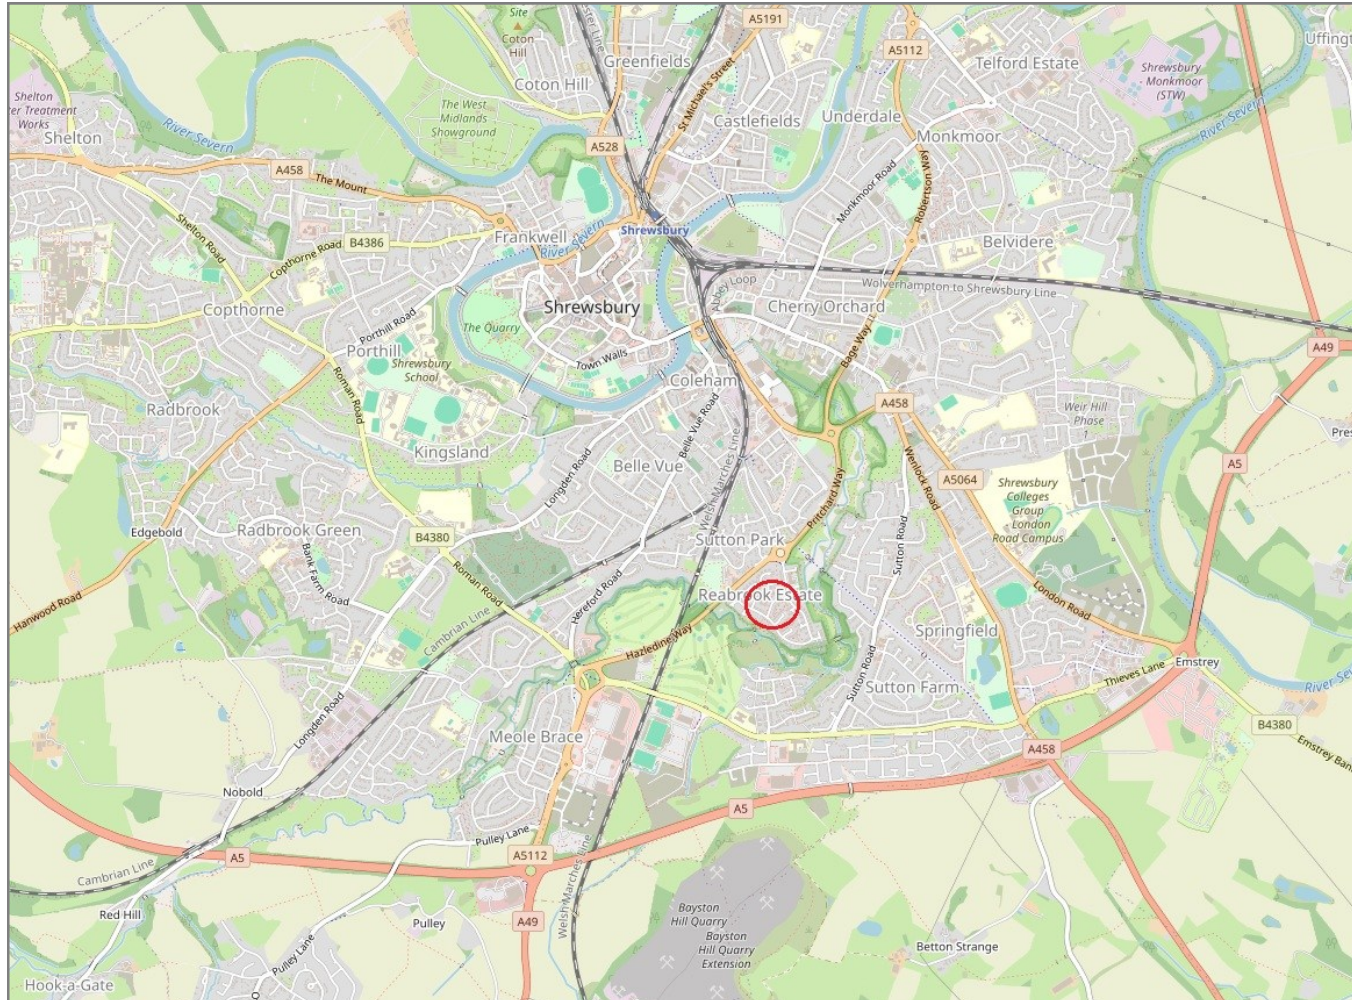 Site
Coton
Hill
Greenfields
A5191
A5112
Telford Estate
Shrewsbury
-
Monkmoor
(STW)
Shelton
Treatment
Works
Shelton
River Severn
The West
Midlands
Showground
Coton Hill
St Michael's Street
Castlefields
Underdale
Monkmoor
River Severn
A528
A458
The Mount
Monkmoor Road
Robertson Way
Shelton Road
Copthorne Road
B4386
Frankwell
River Severn
Shrewsbury
Belvidere
Copthorne
Porthill Road
The Quarry
Shrewsbury
Abbey Loop
Cherry Orchard
Wolverhampton to Shrewsbury Line
Porthill
Shrewsbury
School
Town Walls
Bage Way
A49
Roman Road
Coleham
Radbrook
Belle Vue Road
A458
Weir Hill
Phase
1
Kingsland
Longden Road
Belle Vue
Welsh Marches Line
Pritchard Way
Wenlock Road
A5
A5064
Shrewsbury
Colleges
Group
London
Road Campus
Edgebold
Radbrook Green
B4380
Sutton Park
Sutton Road
Bank Farm Road
Roman Road
Hereford Road
Reabrook Estate
London Road
Hanwood Road
Cambrian Line
Hazledine Way
Springfield
Emstrey
Thieves Lane
Sutton Road
Sutton Farm
Longden Road
Meole Brace
B4380
Emstrey Bank
A458
Nobold
A5
Pulley Lane
A5
A5112
Cambrian Line
Welsh Marches Line
Red Hill
Pulley
A49
Bayston
Hill Quarry
Bayston
Hill Quarry
Extension
Betton Strange
Pulley Lane
Hook-a-Gate